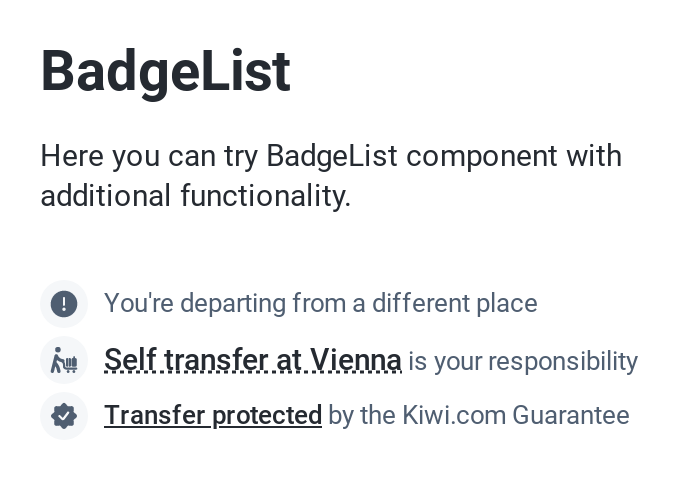 BadgeList
Here you can try BadgeList component with
additional functionality.
You're departing from a different place
Self transfer at Vienna is your responsibility
Transfer protected by the Kiwi.com Guarantee